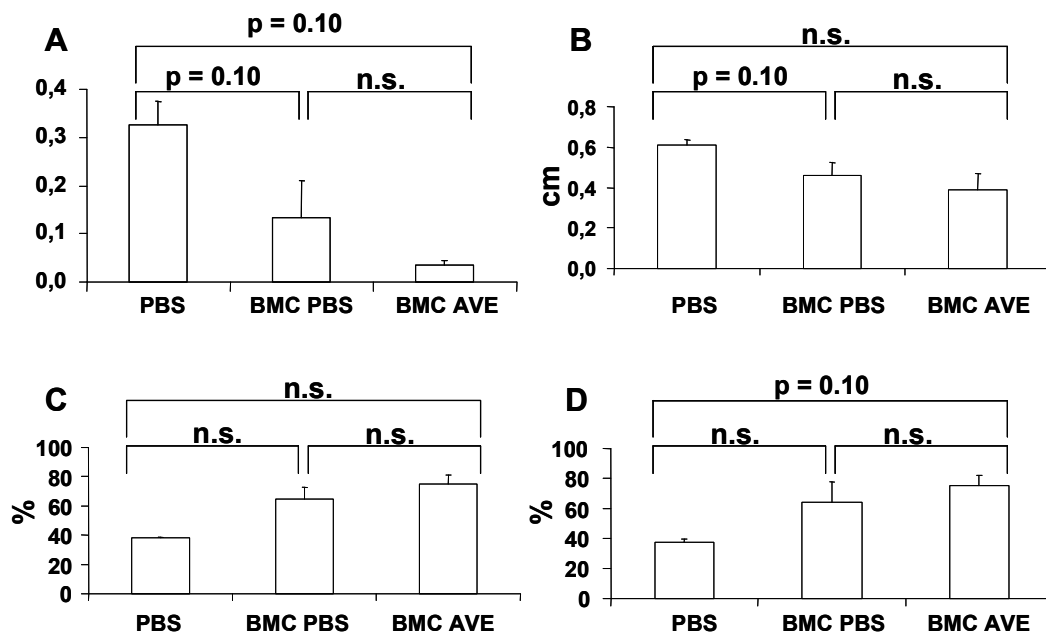 A
p = 0.10
p = 0.10
n.s.
0,4
0,3
0,2
0,1
0,0
PBS
BMC PBS
BMC AVE
B
n.s.
p = 0.10
n.s.
0,8
0,6
0,4
0,2
0,0
cm
PBS
BMC PBS
BMC AVE
C
n.s.
n.s.
n.s.
100
80
60
40
20
0
%
PBS
BMC PBS
BMC AVE
D
p = 0.10
n.s.
n.s.
100
80
60
40
20
0
%
PBS
BMC PBS
BMC AVE